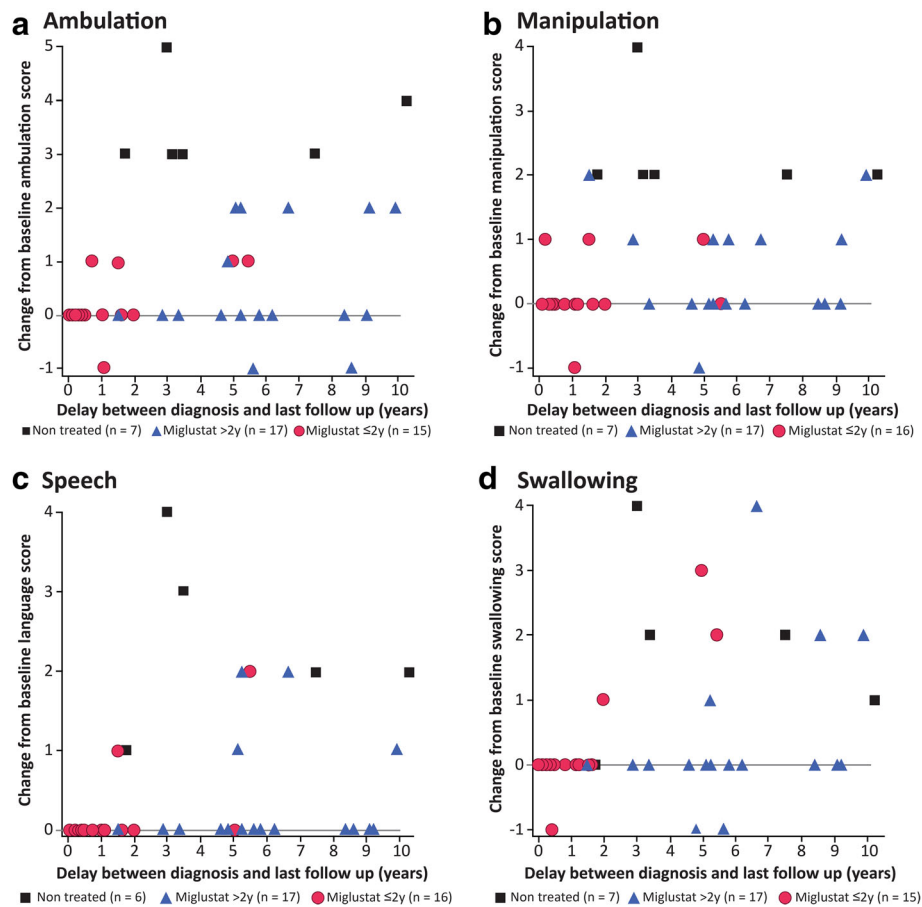 a Ambulation
Change from baseline ambulation score
5
4
3
2
1
0
-1
0 1 2 3 4 5 6 7 8 9 10
Delay between diagnosis and last follow up (years)
Non treated (n = 7) Miglustat >2y (n = 17) Miglustat ≤2y (n = 15)
b Manipulation
Change from baseline manipulation score
4
3
2
1
0
-1
0 1 2 3 4 5 6 7 8 9 10
Delay between diagnosis and last follow up (years)
Non treated (n = 7) Miglustat >2y (n = 17) Miglustat ≤2y (n = 16)
c Speech
Change from baseline language score
4
3
2
1
0
0 1 2 3 4 5 6 7 8 9 10
Delay between diagnosis and last follow up (years)
Non treated (n = 6) Miglustat >2y (n = 17) Miglustat ≤2y (n = 16)
d Swallowing
Change from baseline swallowing score
4
3
2
1
0
-1
0 1 2 3 4 5 6 7 8 9 10
Delay between diagnosis and last follow up (years)
Non treated (n = 7) Miglustat >2y (n = 17) Miglustat ≤2y (n = 15)